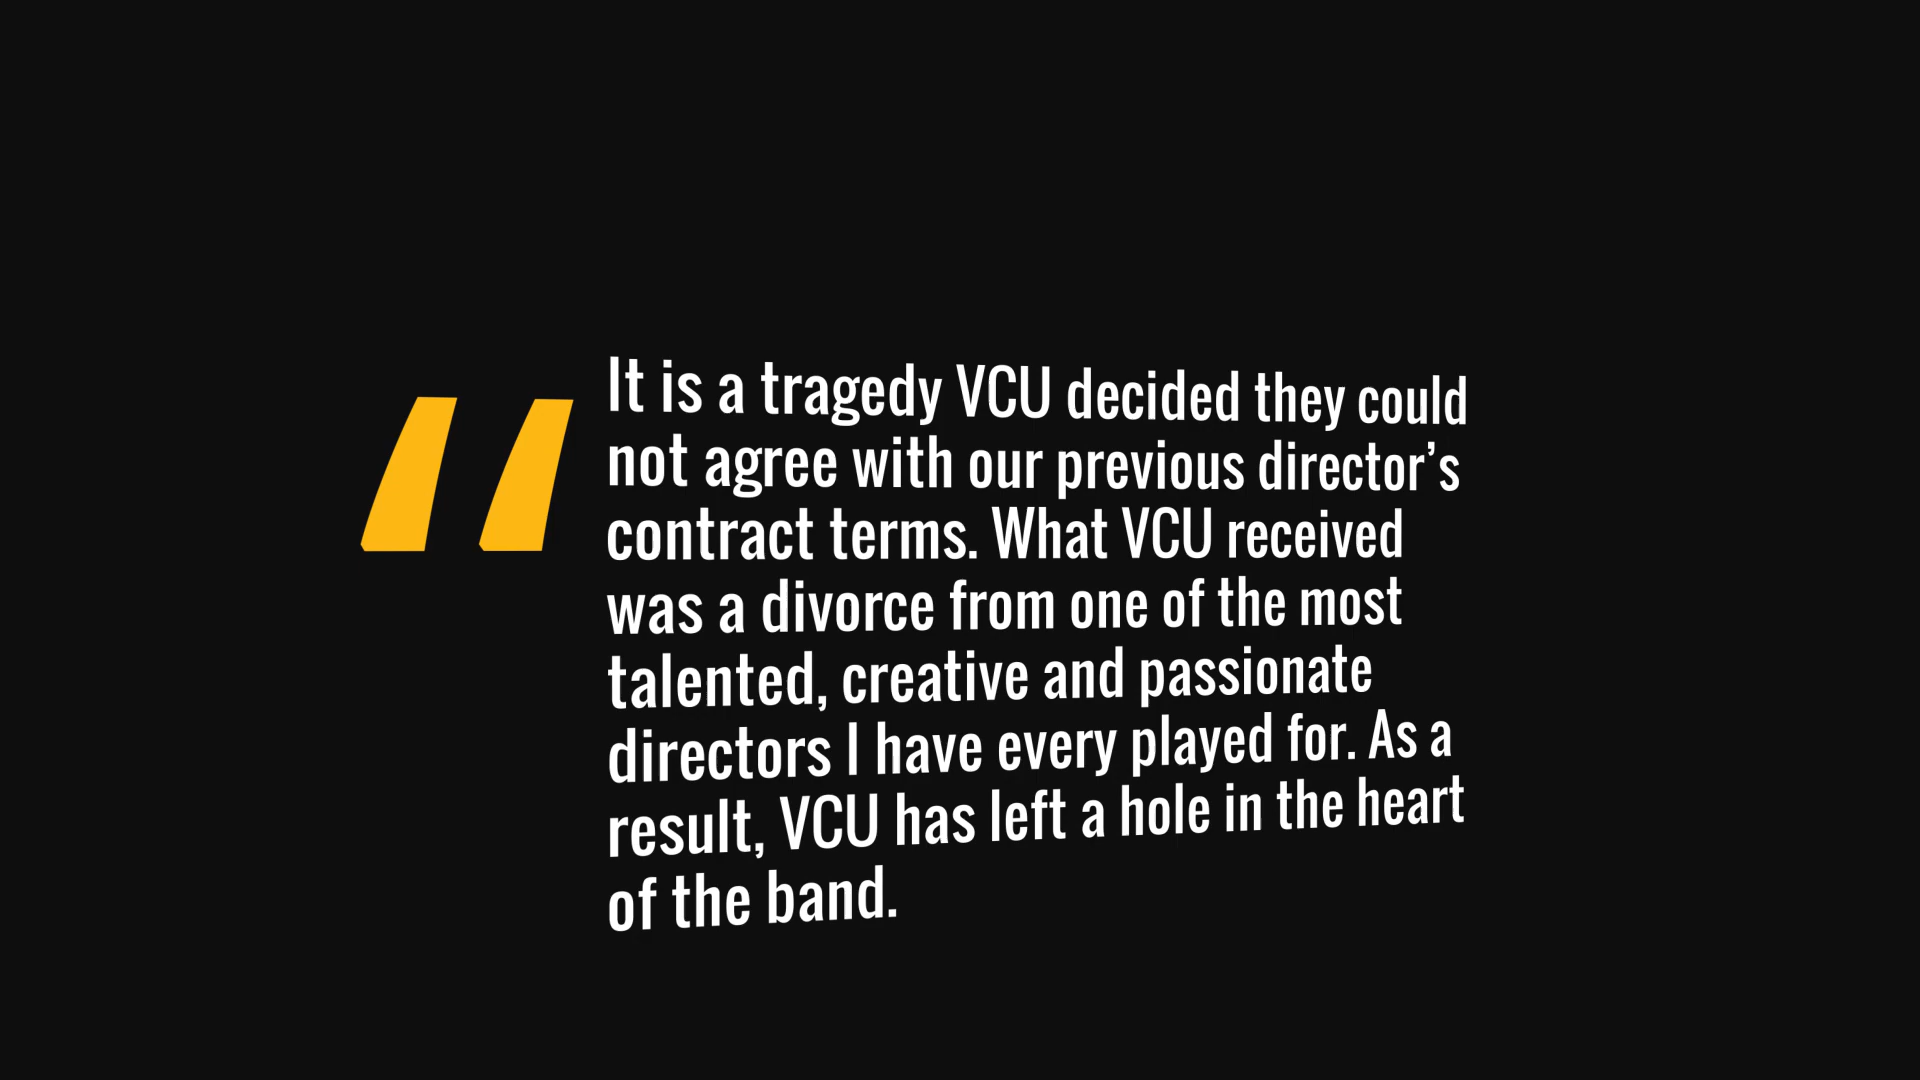 “
It is a tragedy VCU decided they could
not agree with our previous director’s
contract terms. What VCU received
was a divorce from one of the most
talented, creative and passionate
directors I have every played for. As a
result, VCU has left a hole in the heart
of the band.